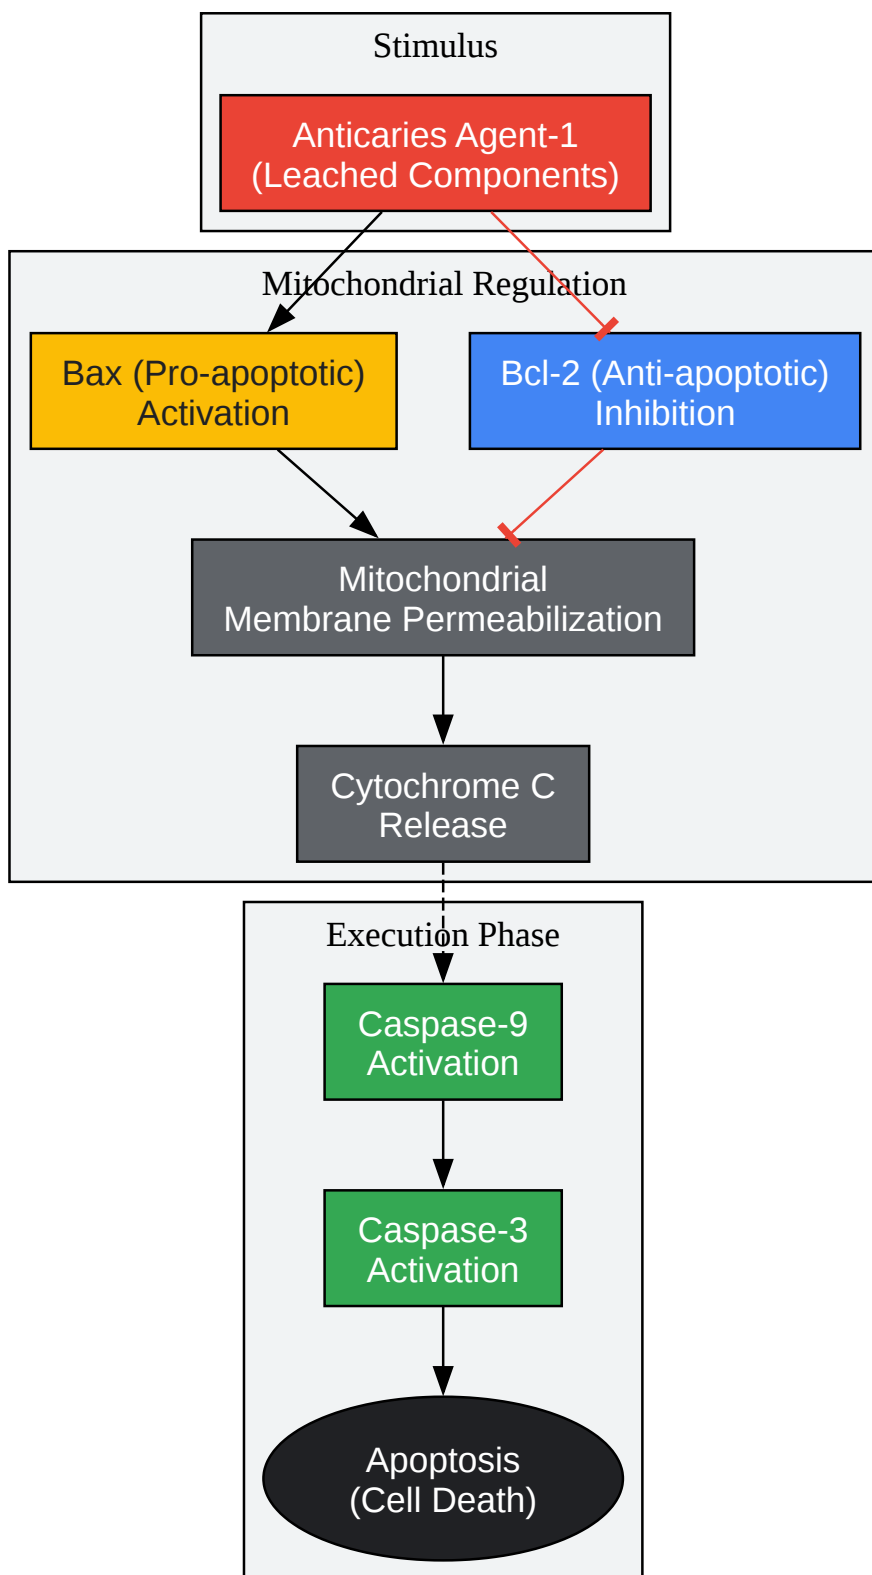 Stimulus
Anticaries Agent-1
(Leached Components)
Mitochondrial Regulation
Bax (Pro-apoptotic)
Activation
Bcl-2 (Anti-apoptotic)
Inhibition
Mitochondrial
Membrane Permeabilization
Cytochrome C
Release
Execution Phase
Caspase-9
Activation
Caspase-3
Activation
Apoptosis
(Cell Death)